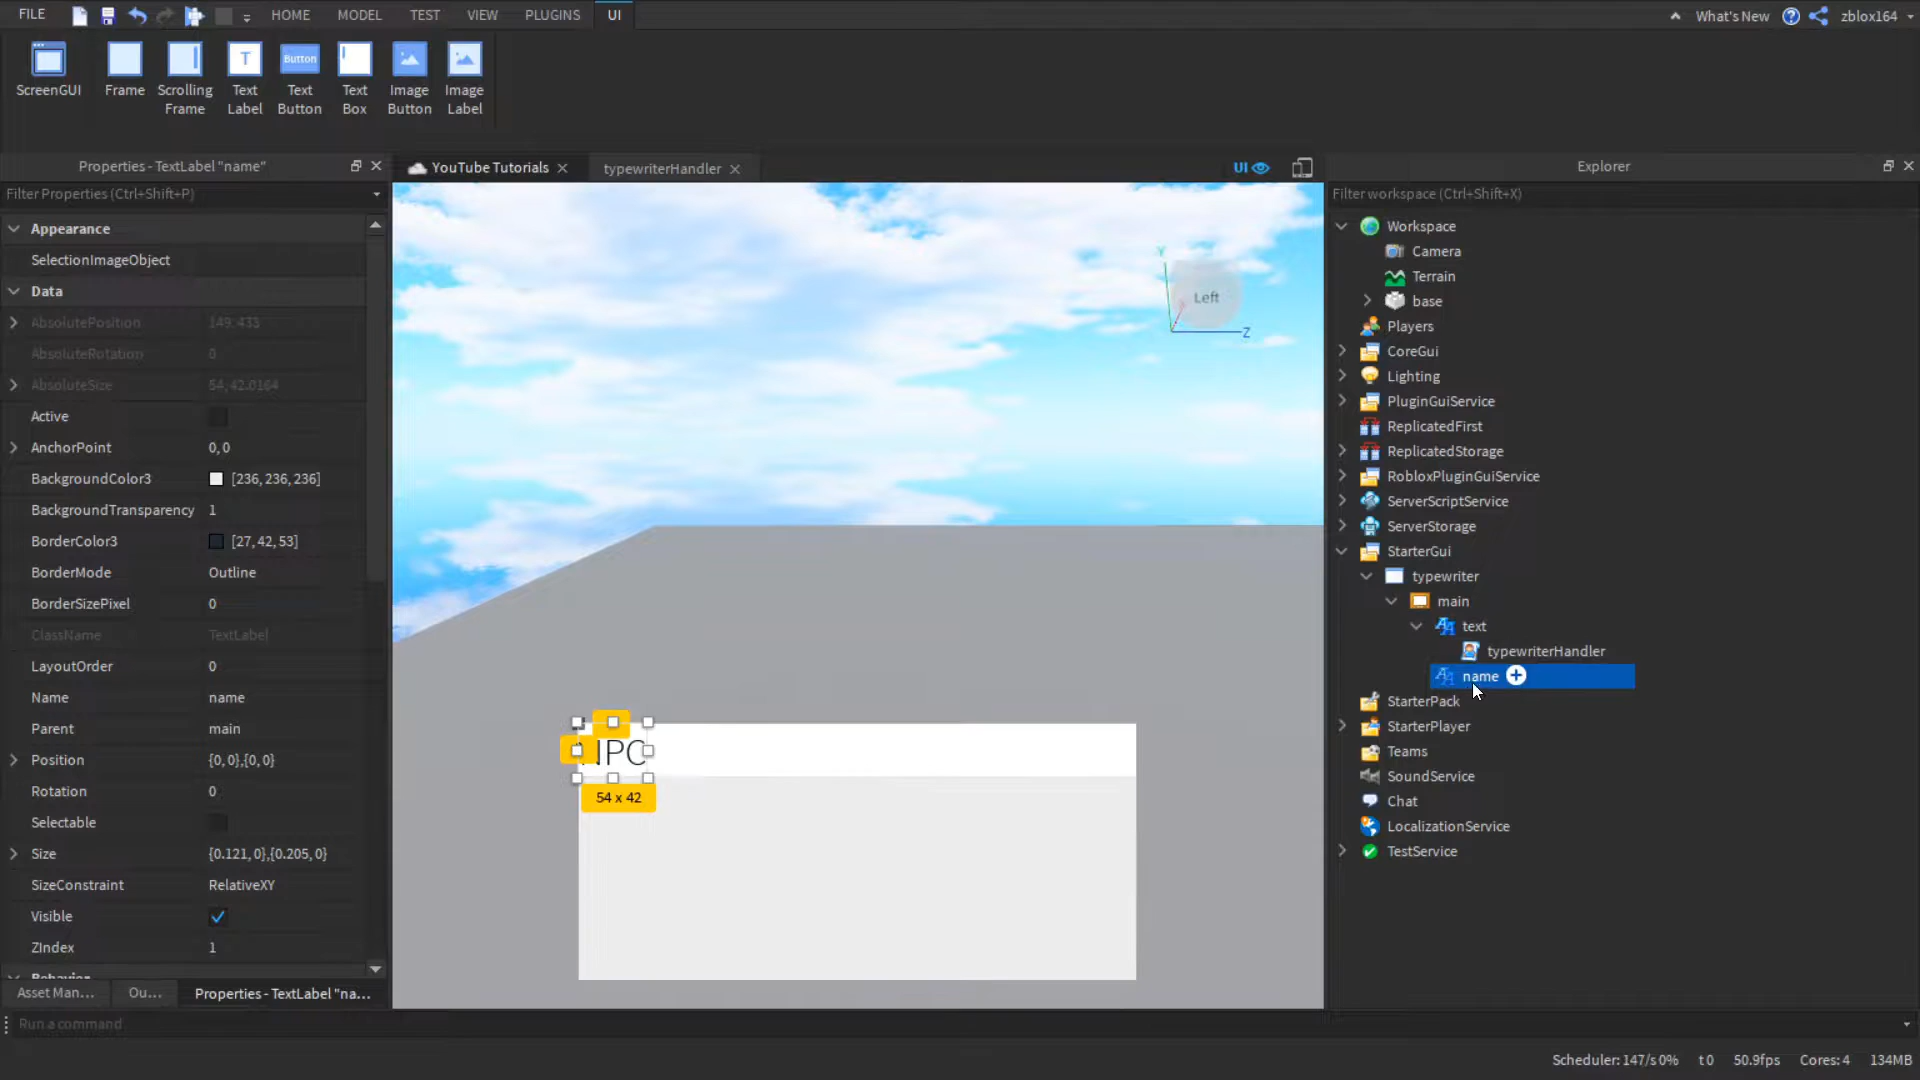 FILE HOME MODEL TEST VIEW PLUGINS UI What's New zblox164
ScreenGUI Frame Scrolling Frame T Text Label Button Text Button Text Box Image Button Image Label
Properties - TextLabel "name"
Filter Properties (Ctrl+Shift+P)
Appearance
SelectionImageObject
Data
AbsolutePosition 149, 433
AbsoluteRotation 0
AbsoluteSize 54, 42.0164
Active
AnchorPoint 0, 0
BackgroundColor3 [236, 236, 236]
BackgroundTransparency 1
BorderColor3 [27, 42, 53]
BorderMode Outline
BorderSizePixel 0
ClassName TextLabel
LayoutOrder 0
Name name
Parent main
Position {0, 0},{0, 0}
Rotation 0
Selectable
Size {0.121, 0},{0.205, 0}
SizeConstraint RelativeXY
Visible
ZIndex 1
Behavior
Asset Man... Ou... Properties - TextLabel "na...
YouTube Tutorials typewriterHandler UI
Y
Left
Z
NPC
54 x 42
Explorer
Filter workspace (Ctrl+Shift+X)
Workspace
Camera
Terrain
base
Players
CoreGui
Lighting
PluginGuiService
ReplicatedFirst
ReplicatedStorage
RobloxPluginGuiService
ServerScriptService
ServerStorage
StarterGui
typewriter
main
text
typewriterHandler
name
StarterPack
StarterPlayer
Teams
SoundService
Chat
LocalizationService
TestService
Run a command
Scheduler: 147/s 0% t 0 50.9fps Cores: 4 134MB